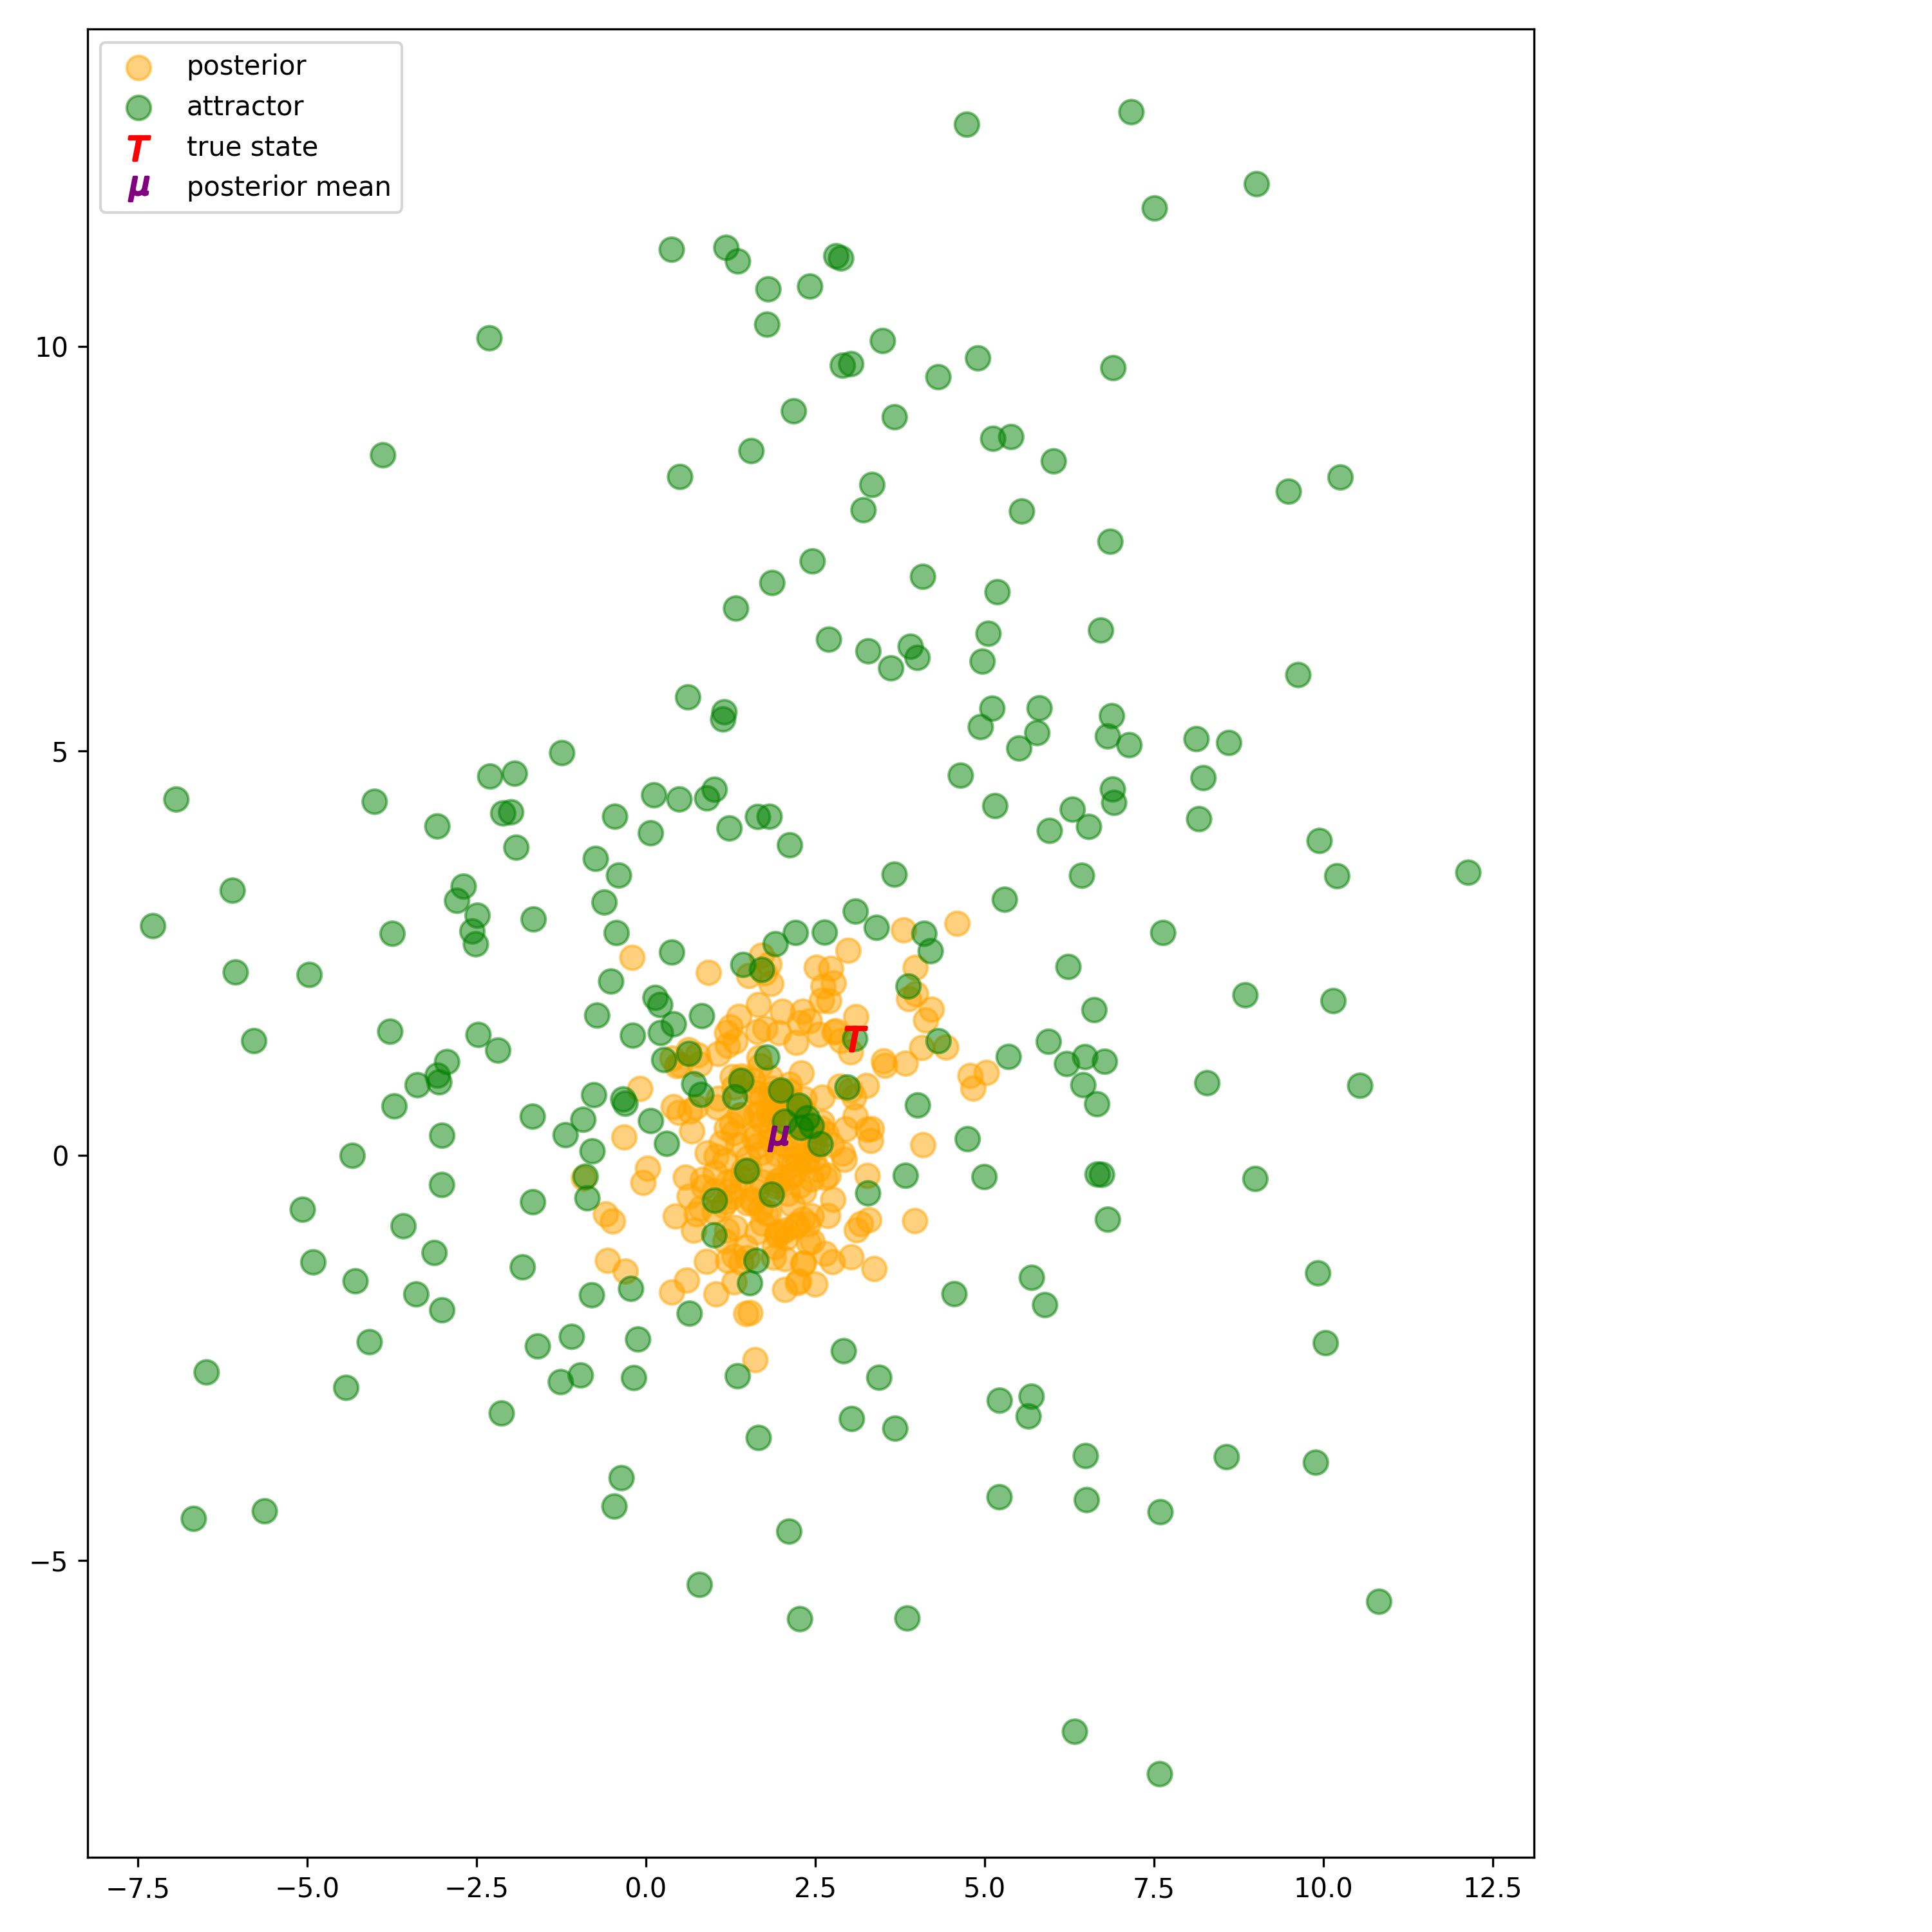 posterior
attractor
T true state
μ posterior mean
10
5
0
−5
−7.5 −5.0 −2.5 0.0 2.5 5.0 7.5 10.0 12.5
T
μ